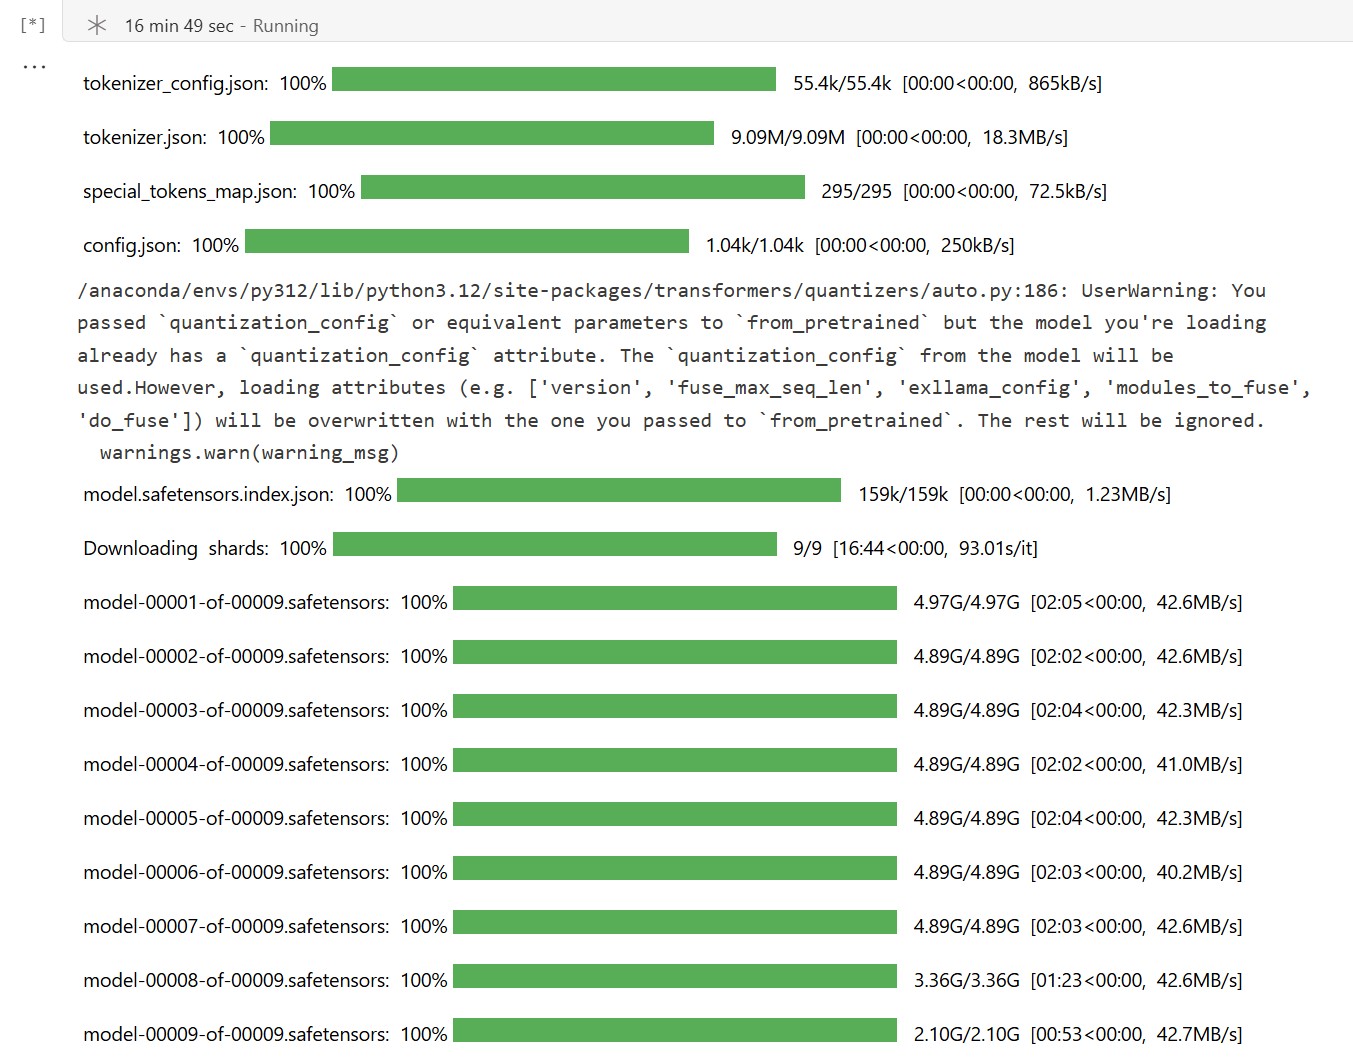 [*] 16 min 49 sec - Running
...
tokenizer_config.json: 100% 55.4k/55.4k [00:00<00:00, 865kB/s]
tokenizer.json: 100% 9.09M/9.09M [00:00<00:00, 18.3MB/s]
special_tokens_map.json: 100% 295/295 [00:00<00:00, 72.5kB/s]
config.json: 100% 1.04k/1.04k [00:00<00:00, 250kB/s]
/anaconda/envs/py312/lib/python3.12/site-packages/transformers/quantizers/auto.py:186: UserWarning: You
passed `quantization_config` or equivalent parameters to `from_pretrained` but the model you're loading
already has a `quantization_config` attribute. The `quantization_config` from the model will be
used.However, loading attributes (e.g. ['version', 'fuse_max_seq_len', 'exllama_config', 'modules_to_fuse',
'do_fuse']) will be overwritten with the one you passed to `from_pretrained`. The rest will be ignored.
warnings.warn(warning_msg)
model.safetensors.index.json: 100% 159k/159k [00:00<00:00, 1.23MB/s]
Downloading shards: 100% 9/9 [16:44<00:00, 93.01s/it]
model-00001-of-00009.safetensors: 100% 4.97G/4.97G [02:05<00:00, 42.6MB/s]
model-00002-of-00009.safetensors: 100% 4.89G/4.89G [02:02<00:00, 42.6MB/s]
model-00003-of-00009.safetensors: 100% 4.89G/4.89G [02:04<00:00, 42.3MB/s]
model-00004-of-00009.safetensors: 100% 4.89G/4.89G [02:02<00:00, 41.0MB/s]
model-00005-of-00009.safetensors: 100% 4.89G/4.89G [02:04<00:00, 42.3MB/s]
model-00006-of-00009.safetensors: 100% 4.89G/4.89G [02:03<00:00, 40.2MB/s]
model-00007-of-00009.safetensors: 100% 4.89G/4.89G [02:03<00:00, 42.6MB/s]
model-00008-of-00009.safetensors: 100% 3.36G/3.36G [01:23<00:00, 42.6MB/s]
model-00009-of-00009.safetensors: 100% 2.10G/2.10G [00:53<00:00, 42.7MB/s]